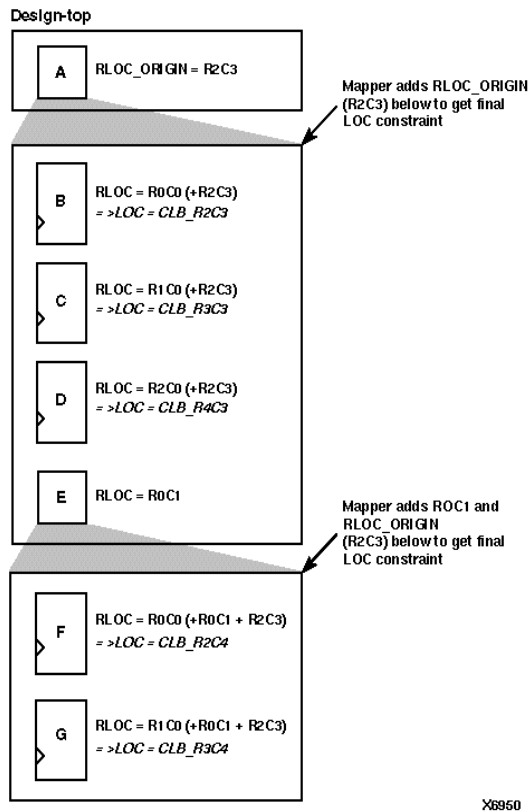 Design-top
A
RLOC_ORIGIN = R2C3
Mapper adds RLOC_ORIGIN
(R2C3) below to get final
LOC constraint
B
RLOC = R0C0 (+R2C3)
= >LOC = CLB_R2C3
C
RLOC = R1C0 (+R2C3)
= >LOC = CLB_R3C3
D
RLOC = R2C0 (+R2C3)
= >LOC = CLB_R4C3
E
RLOC = R0C1
Mapper adds ROC1 and
RLOC_ORIGIN
(R2C3) below to get final
LOC constraint
F
RLOC = R0C0 (+R0C1 + R2C3)
= >LOC = CLB_R2C4
G
RLOC = R1C0 (+R0C1 + R2C3)
= >LOC = CLB_R3C4
X6950